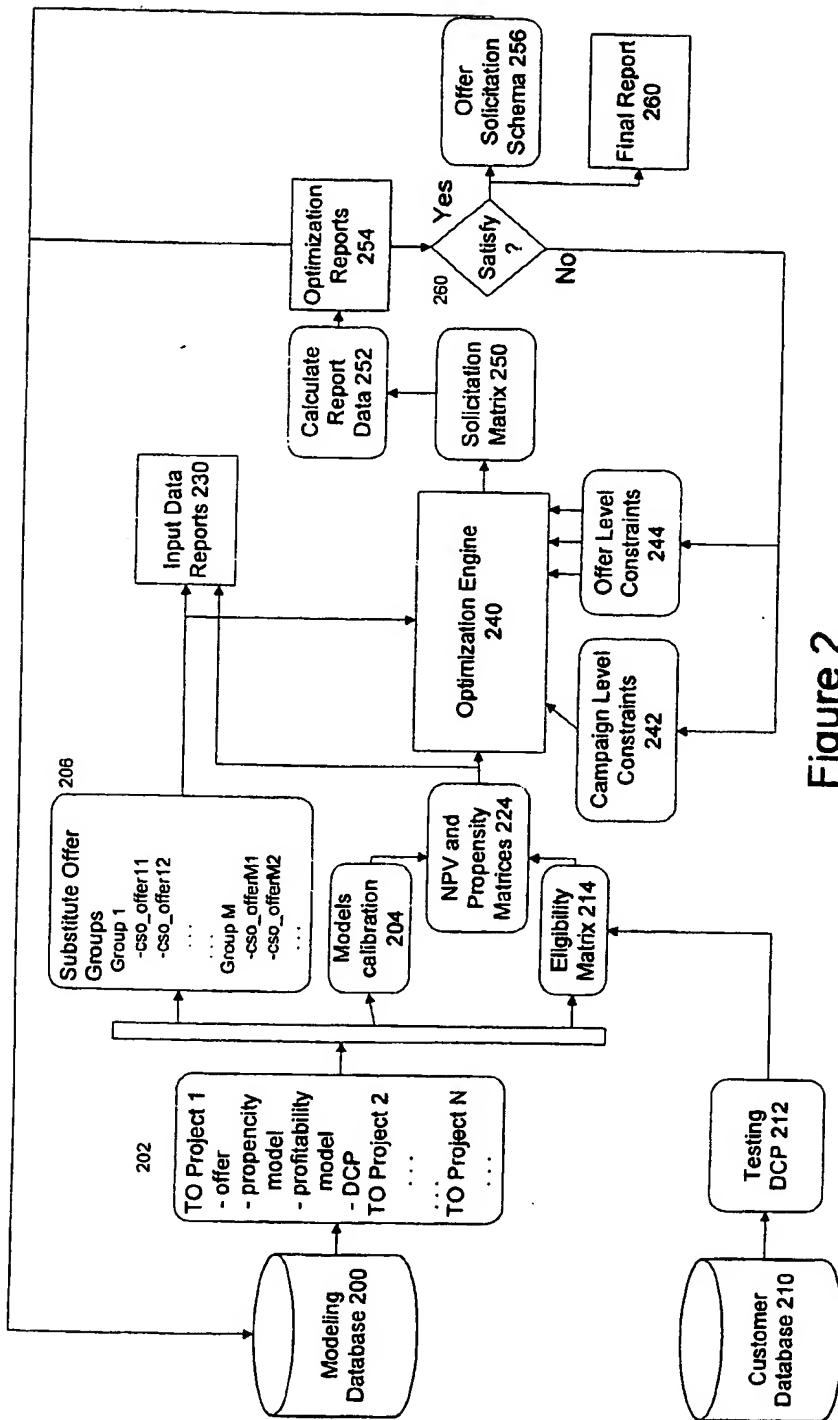 Modeling
Database 200
202
TO Project 1
- offer
- propencity
model
- profitability
model
- DCP
TO Project 2
. . .
. . .
TO Project N
. . .
Customer
Database 210
Testing
DCP 212
206
Substitute Offer
Groups
Group 1
-cso_offer11
-cso_offer12
. . .
. . .
Group M
-cso_offerM1
-cso_offerM2
. . .
Models
calibration
204
Eligibility
Matrix 214
NPV and
Propensity
Matrices 224
Input Data
Reports 230
Optimization Engine
240
Campaign Level
Constraints
242
Offer Level
Constraints
244
Solicitation
Matrix 250
Calculate
Report
Data 252
Optimization
Reports
254
260
Satisfy
?
Yes
No
Offer
Solicitation
Schema 256
Final Report
260
Figure 2